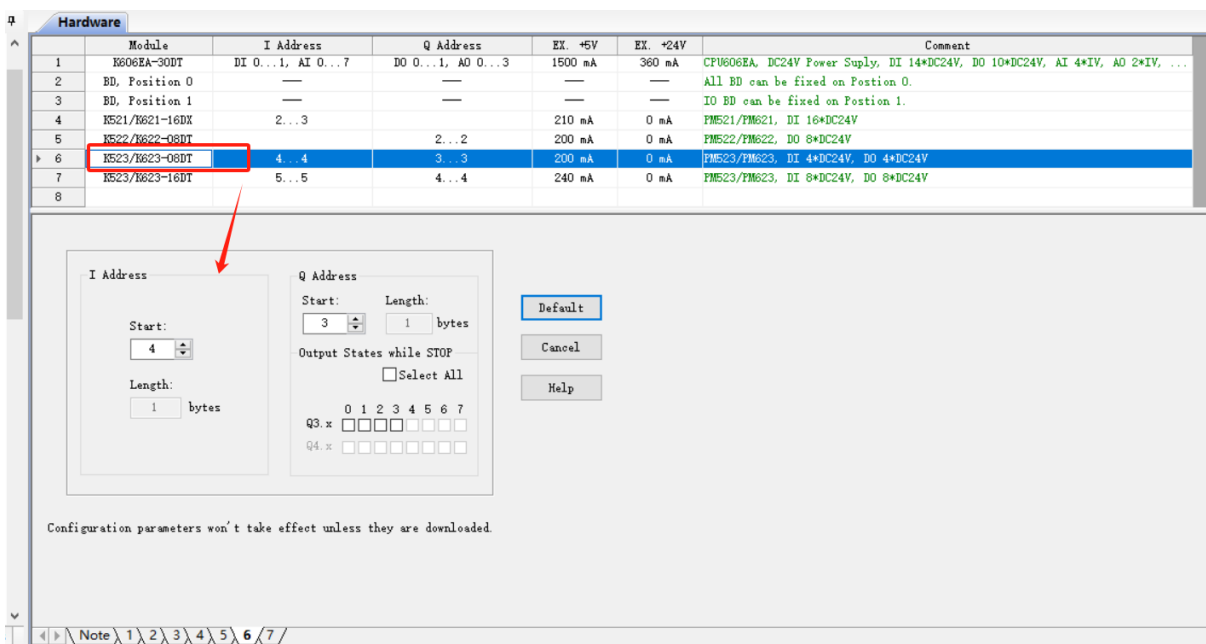 Hardware
Module I Address Q Address EX. +5V EX. +24V Comment
1 K606EA-30DT DI 0...1, AI 0...7 DO 0...1, AO 0...3 1500 mA 360 mA CPU606EA, DC24V Power Suply, DI 14*DC24V, DO 10*DC24V, AI 4*IV, AO 2*IV, ...
2 BD, Position 0 — — — — All BD can be fixed on Postion 0.
3 BD, Position 1 — — — — IO BD can be fixed on Postion 1.
4 K521/K621-16DX 2...3 210 mA 0 mA PM521/PM621, DI 16*DC24V
5 K522/K622-08DT 2...2 200 mA 0 mA PM522/PM622, DO 8*DC24V
6 K523/K623-08DT 4...4 3...3 200 mA 0 mA PM523/PM623, DI 4*DC24V, DO 4*DC24V
7 K523/K623-16DT 5...5 4...4 240 mA 0 mA PM523/PM623, DI 8*DC24V, DO 8*DC24V
8
I Address
Start:
4
Length:
1 bytes
Q Address
Start: Length:
3 1 bytes
Output States while STOP
Select All
0 1 2 3 4 5 6 7
Q3.x
Q4.x
Default
Cancel
Help
Configuration parameters won't take effect unless they are downloaded.
Note 1 2 3 4 5 6 7